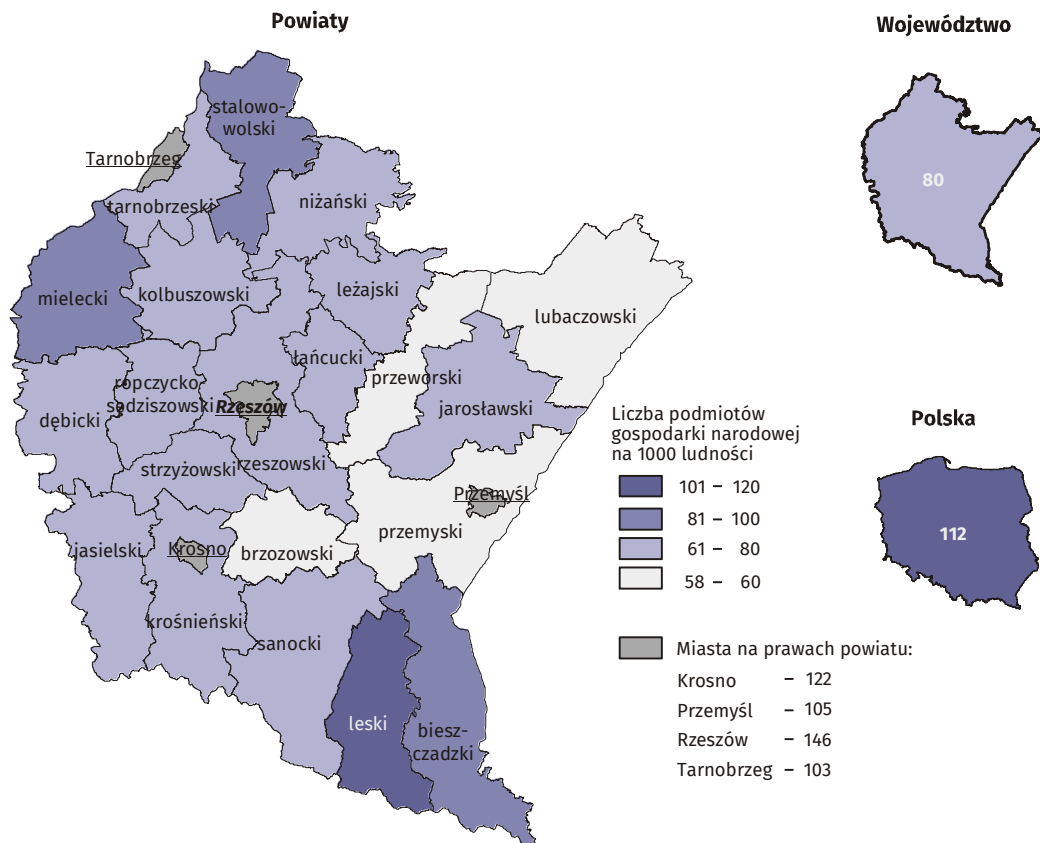 Powiaty
Województwo
stalowo-
wolski
Tarnobrzeg
80
niżański
tarnobrzeski
leżajski
mielecki
kolbuszowski
lubaczowski
łańcucki
przeworski
ropczycko-
sędziszowski
Rzeszów
jarosławski
dębicki
Liczba podmiotów
gospodarki narodowej
na 1000 ludności
Polska
strzyżowski
rzeszowski
101 – 120
Przemyśl
81 – 100
112
przemyski
jasielski
Krosno
brzozowski
61 – 80
58 – 60
krośnieński
sanocki
Miasta na prawach powiatu:
Krosno – 122
Przemyśl – 105
leski
biesz-
czadzki
Rzeszów – 146
Tarnobrzeg – 103